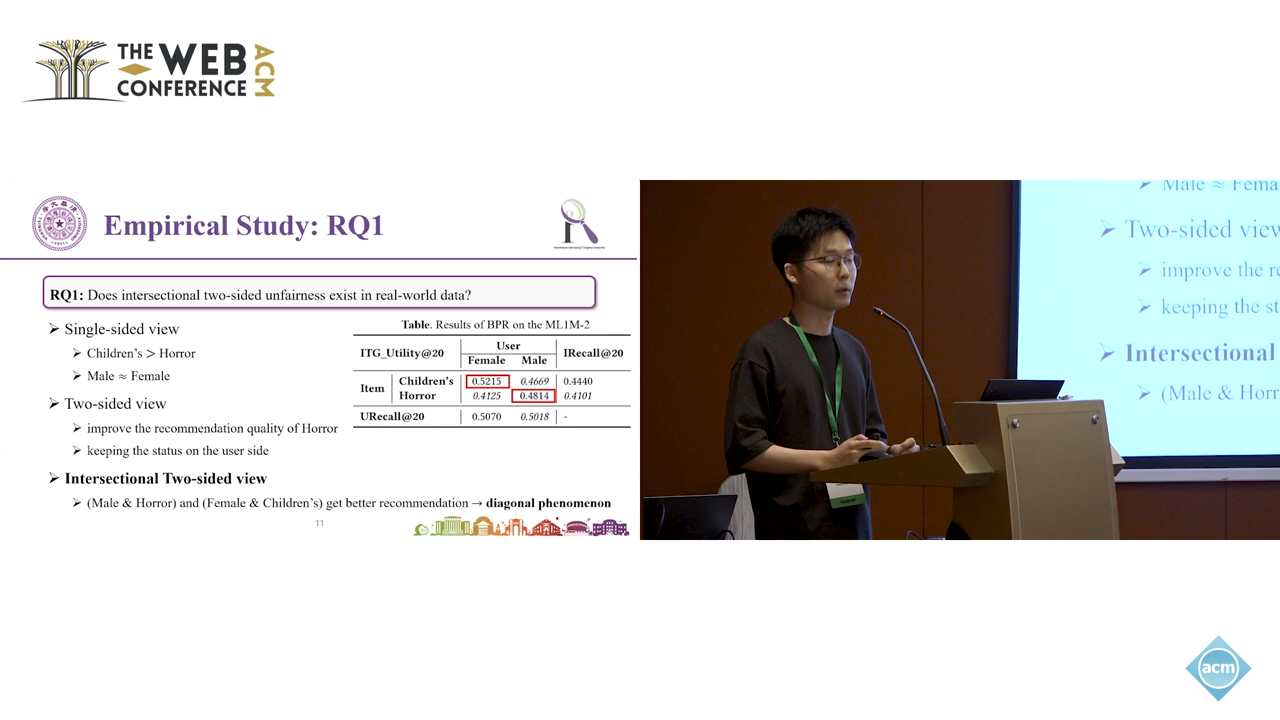 THE WEB CONFERENCE ACM
Empirical Study: RQ1
RQ1: Does intersectional two-sided unfairness exist in real-world data?
➢ Single-sided view
➢ Children's > Horror
➢ Male ≈ Female
➢ Two-sided view
➢ improve the recommendation quality of Horror
➢ keeping the status on the user side
➢ Intersectional Two-sided view
➢ (Male & Horror) and (Female & Children's) get better recommendation → diagonal phenomenon
Table. Results of BPR on the ML1M-2
ITG_Utility@20 User IRecall@20
Female Male
Item Children's 0.5215 0.4669 0.4440
Horror 0.4125 0.4814 0.4101
URecall@20 0.5070 0.5018 -
11
➢ Male ≈ Fema
➢ Two-sided view
➢ improve the re
➢ keeping the st
➢ Intersectional
➢ (Male & Horr
acm